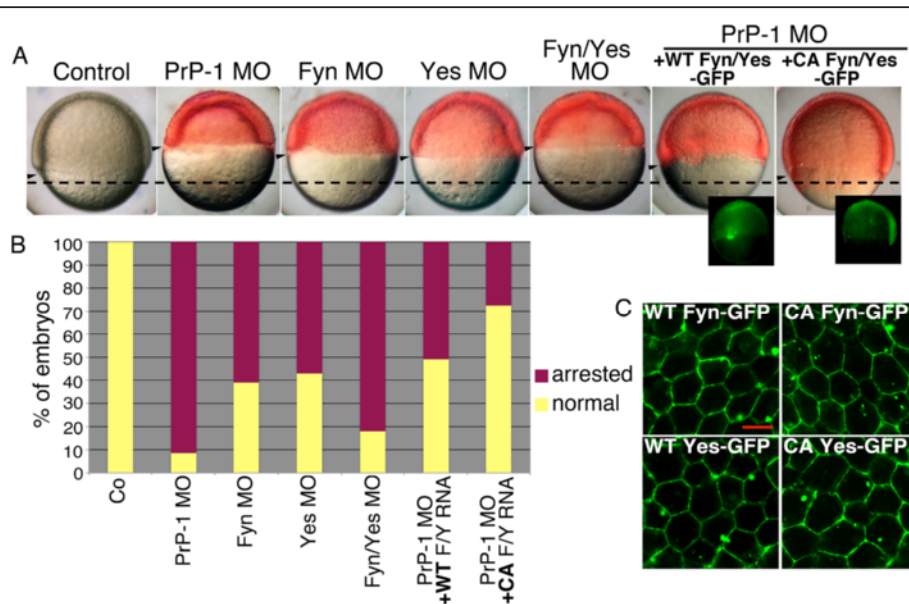 A
Control
PrP-1 MO
Fyn MO
Yes MO
Fyn/Yes
MO
PrP-1 MO
+WT Fyn/Yes
-GFP
+CA Fyn/Yes
-GFP
B
100
90
80
70
60
50
40
30
20
10
0
% of embryos
Co
PrP-1 MO
Fyn MO
Yes MO
Fyn/Yes MO
PrP-1 MO
+WT F/Y RNA
PrP-1 MO
+CA F/Y RNA
arrested
normal
C
WT Fyn-GFP
CA Fyn-GFP
WT Yes-GFP
CA Yes-GFP